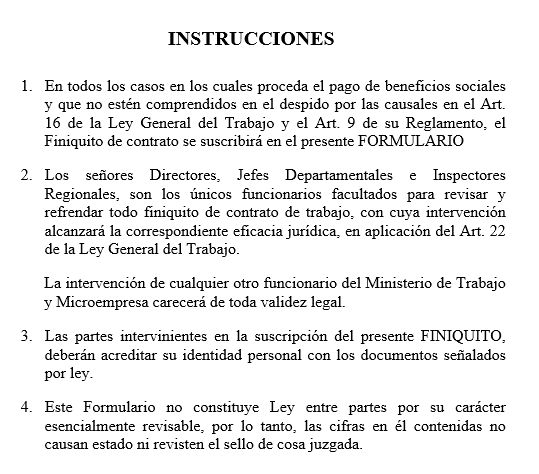 INSTRUCCIONES
1. En todos los casos en los cuales proceda el pago de beneficios sociales
y que no estén comprendidos en el despido por las causales en el Art.
16 de la Ley General del Trabajo y el Art. 9 de su Reglamento, el
Finiquito de contrato se suscribirá en el presente FORMULARIO
2. Los señores Directores, Jefes Departamentales e Inspectores
Regionales, son los únicos funcionarios facultados para revisar y
refrendar todo finiquito de contrato de trabajo, con cuya intervención
alcanzará la correspondiente eficacia jurídica, en aplicación del Art. 22
de la Ley General del Trabajo.
La intervención de cualquier otro funcionario del Ministerio de Trabajo
y Microempresa carecerá de toda validez legal.
3. Las partes intervinientes en la suscripción del presente FINIQUITO,
deberán acreditar su identidad personal con los documentos señalados
por ley.
4. Este Formulario no constituye Ley entre partes por su carácter
esencialmente revisable, por lo tanto, las cifras en él contenidas no
causan estado ni revisten el sello de cosa juzgada.